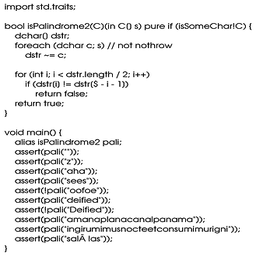 import std.traits;

bool isPalindrome2(C)(in C[] s) pure if (isSomeChar!C) {
    dchar[] dstr;
    foreach (dchar c; s) // not nothrow
        dstr ~= c;

    for (int i; i < dstr.length / 2; i++)
        if (dstr[i] != dstr[$ - i - 1])
            return false;
    return true;
}

void main() {
    alias isPalindrome2 pali;
    assert(pali(""));
    assert(pali("z"));
    assert(pali("aha"));
    assert(pali("sees"));
    assert(!pali("oofoe"));
    assert(pali("deified"));
    assert(!pali("Deified"));
    assert(pali("amanaplanacanalpanama"));
    assert(pali("ingirumimusnocteetconsumimurigni"));
    assert(pali("salÃ las"));
}